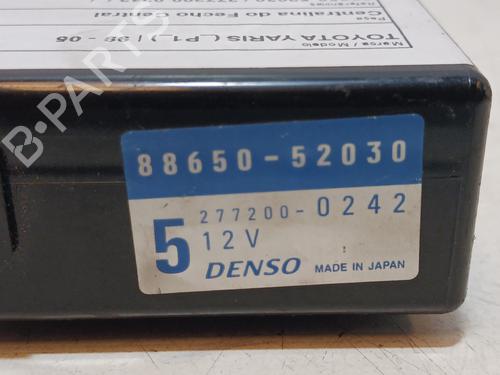 Marca / Modelo
TOYOTA YARIS (_P1_) | 99 - 05
Peça
Centralina do Fecho Central
88650-52030
5
277200-0242
12V
DENSO
MADE IN JAPAN
B-PARTS